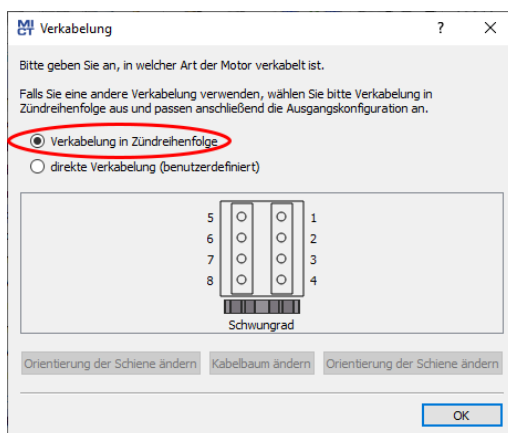 MICT Verkabelung ?
Bitte geben Sie an, in welcher Art der Motor verkabelt ist.
Falls Sie eine andere Verkabelung verwenden, wählen Sie bitte Verkabelung in
Zündreihenfolge aus und passen anschließend die Ausgangskonfiguration an.
Verkabelung in Zündreihenfolge
direkte Verkabelung (benutzerdefiniert)
5 1
6 2
7 3
8 4
Schwungrad
Orientierung der Schiene ändern Kabelbaum ändern Orientierung der Schiene ändern
OK